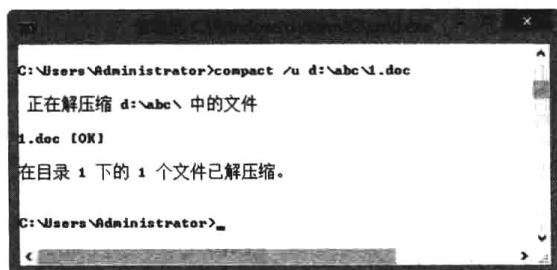 C:\Users\Administrator>compact /u d:\abc\1.doc
正在解压缩 d:\abc\ 中的文件
1.doc [OK]
在目录 1 下的 1 个文件已解压缩。
C:\Users\Administrator>_